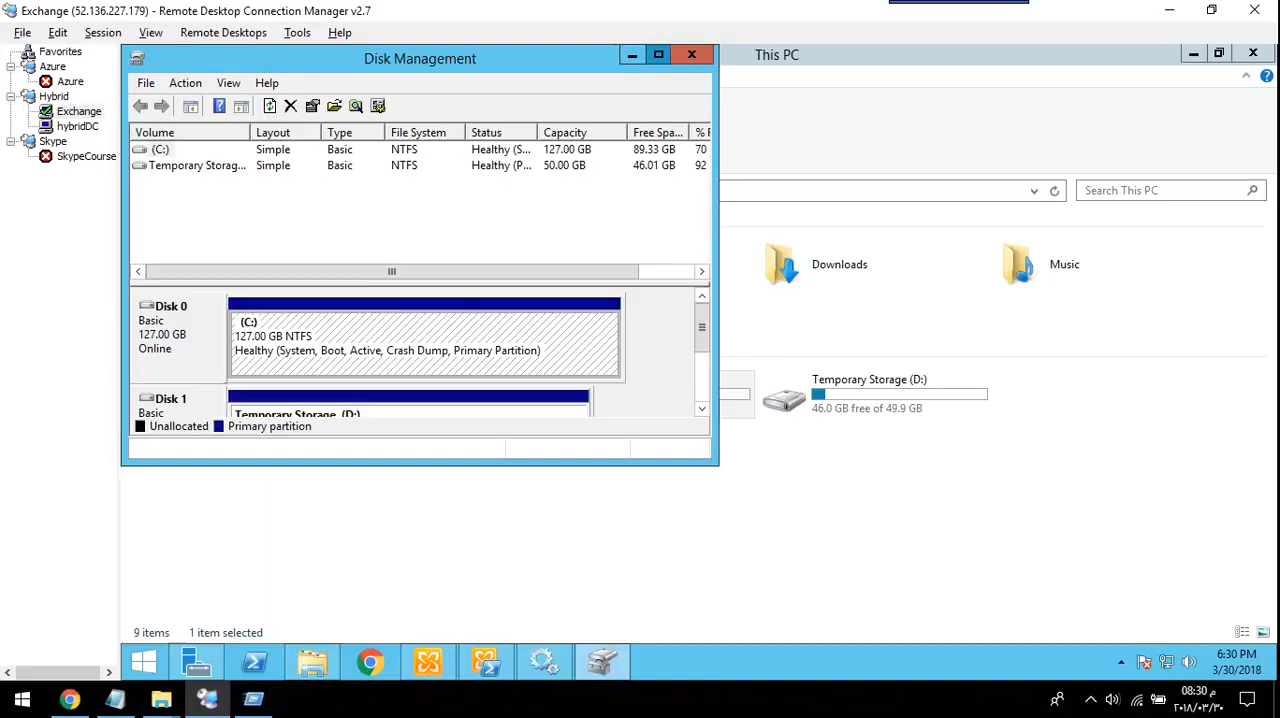 Exchange (52.136.227.179) - Remote Desktop Connection Manager v2.7
File Edit Session View Remote Desktops Tools Help
Favorites
Azure
Azure
Hybrid
Exchange
hybridDC
Skype
SkypeCourse
Disk Management
This PC
File Action View Help
Volume Layout Type File System Status Capacity Free Spa... % F
(C:) Simple Basic NTFS Healthy (S... 127.00 GB 89.33 GB 70
Temporary Storag... Simple Basic NTFS Healthy (P... 50.00 GB 46.01 GB 92
Search This PC
Downloads
Music
Disk 0
Basic
127.00 GB
Online
(C:)
127.00 GB NTFS
Healthy (System, Boot, Active, Crash Dump, Primary Partition)
Disk 1
Basic
Temporary Storage (D:)
Unallocated Primary partition
Temporary Storage (D:)
46.0 GB free of 49.9 GB
9 items 1 item selected
6:30 PM
3/30/2018
08:30 م
٢٠١٨/٠٣/٣٠